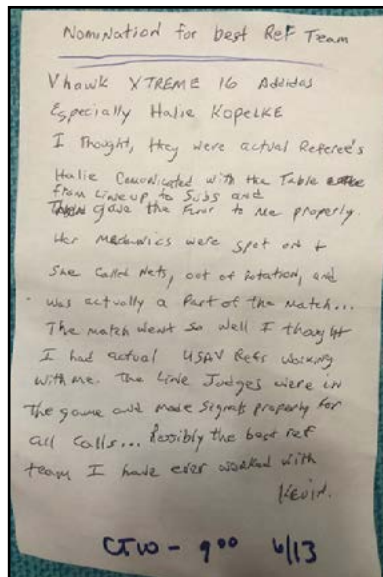 Nomination for best Ref Team
Vhawk XTREME 16 Addidas
Especially Halie Kopelke
I Thought, they were actual Referee's
Halie Comunicated with the Table
from Lineup to Subs and
gave the Floor to me properly.
Her Mechanics were spot on &
She called Nets, out of Rotation, and
was actually a Part of the Match...
The match went so well I thought
I had actual USAV Refs working
with me. The Line Judges were in
The game and made Signals properly for
all calls... Possibly the best ref
team I have ever worked with
Kevin.
CTW - 900 6/13